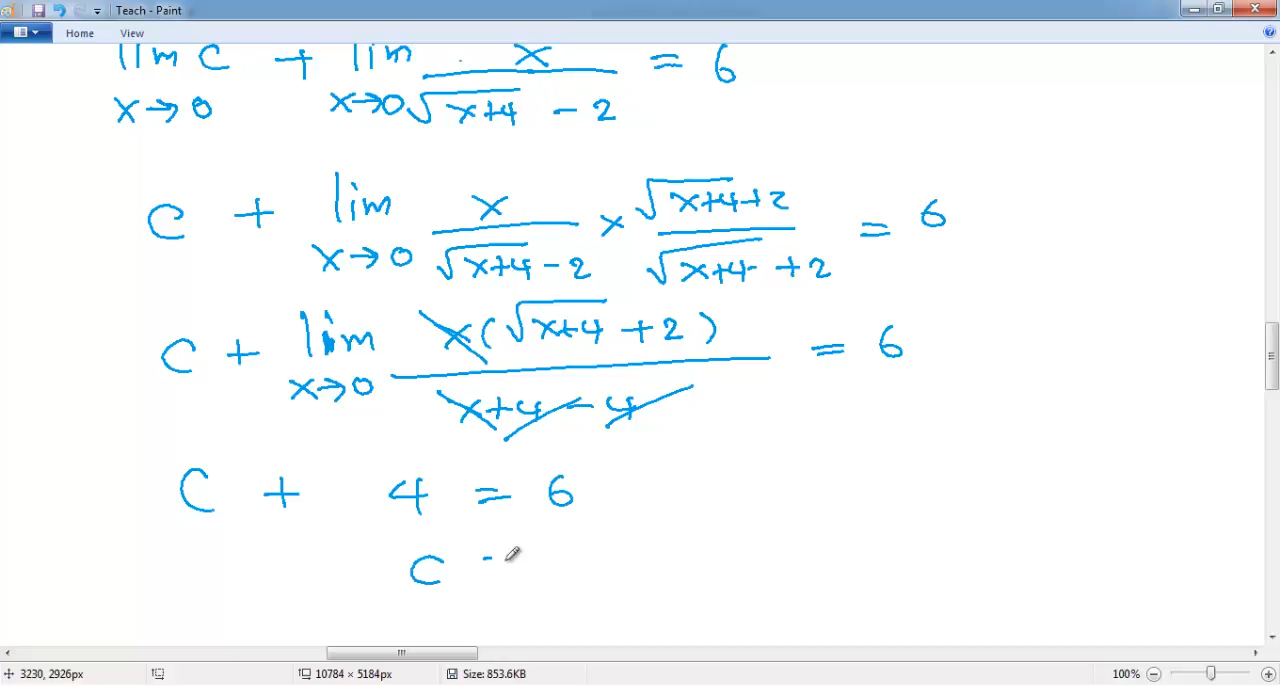 Teach - Paint
Home View
lim C + lim x / √x+4 - 2 = 6
x→0 x→0
C + lim x→0 x / √x+4 - 2 × √x+4 + 2 / √x+4 + 2 = 6
C + lim x→0 x(√x+4 + 2) / x+4 - 4 = 6
C + 4 = 6
C -
3230, 2926px 10784 × 5184px Size: 853.6KB 100%